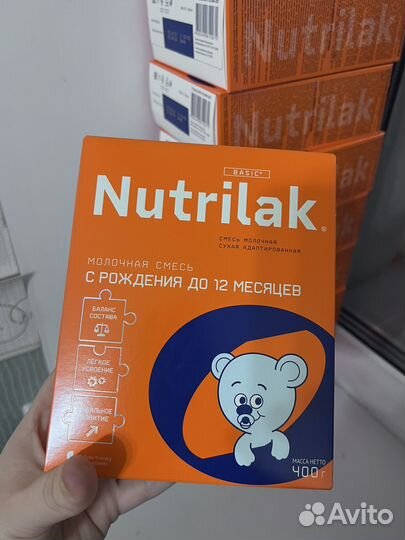 Nutrilak
Nutrilak
BASIC+
Nutrilak®
СМЕСЬ МОЛОЧНАЯ
СУХАЯ АДАПТИРОВАННАЯ
МОЛОЧНАЯ СМЕСЬ
С РОЖДЕНИЯ ДО 12 МЕСЯЦЕВ
БАЛАНС
СОСТАВА
ЛЁГКОЕ
УСВОЕНИЕ
МАССА НЕТТО
400 г
Avito